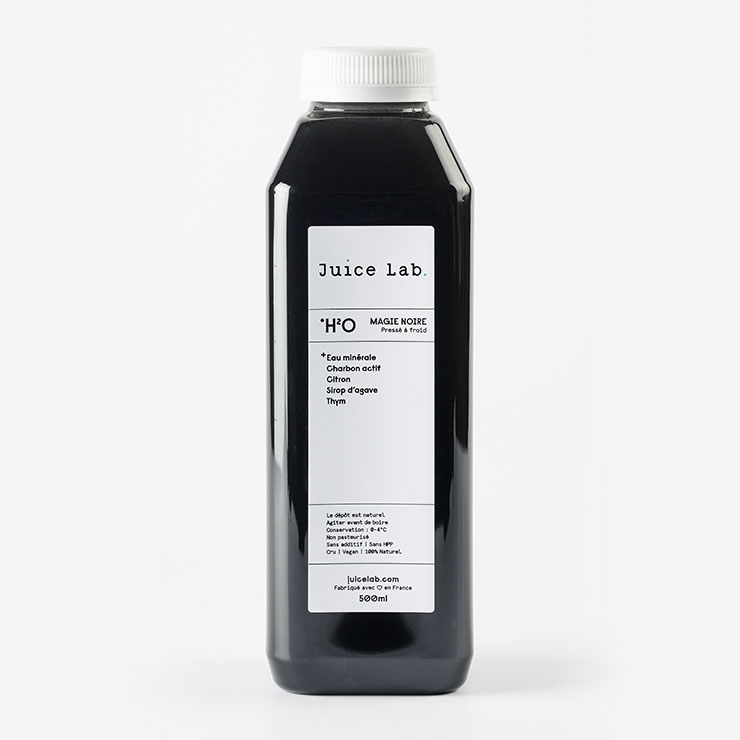 Juice Lab.
°H²O MAGIE NOIRE
Pressé à froid
+Eau minérale
Charbon actif
Citron
Sirop d'agave
Thym
Le dépôt est naturel
Agiter avant de boire
Conservation : 0-4°C
Non pasteurisé
Sans additif | Sans HPP
Cru | Vegan | 100% Naturel
juicelab.com
Fabriqué avec ♡ en France
500ml